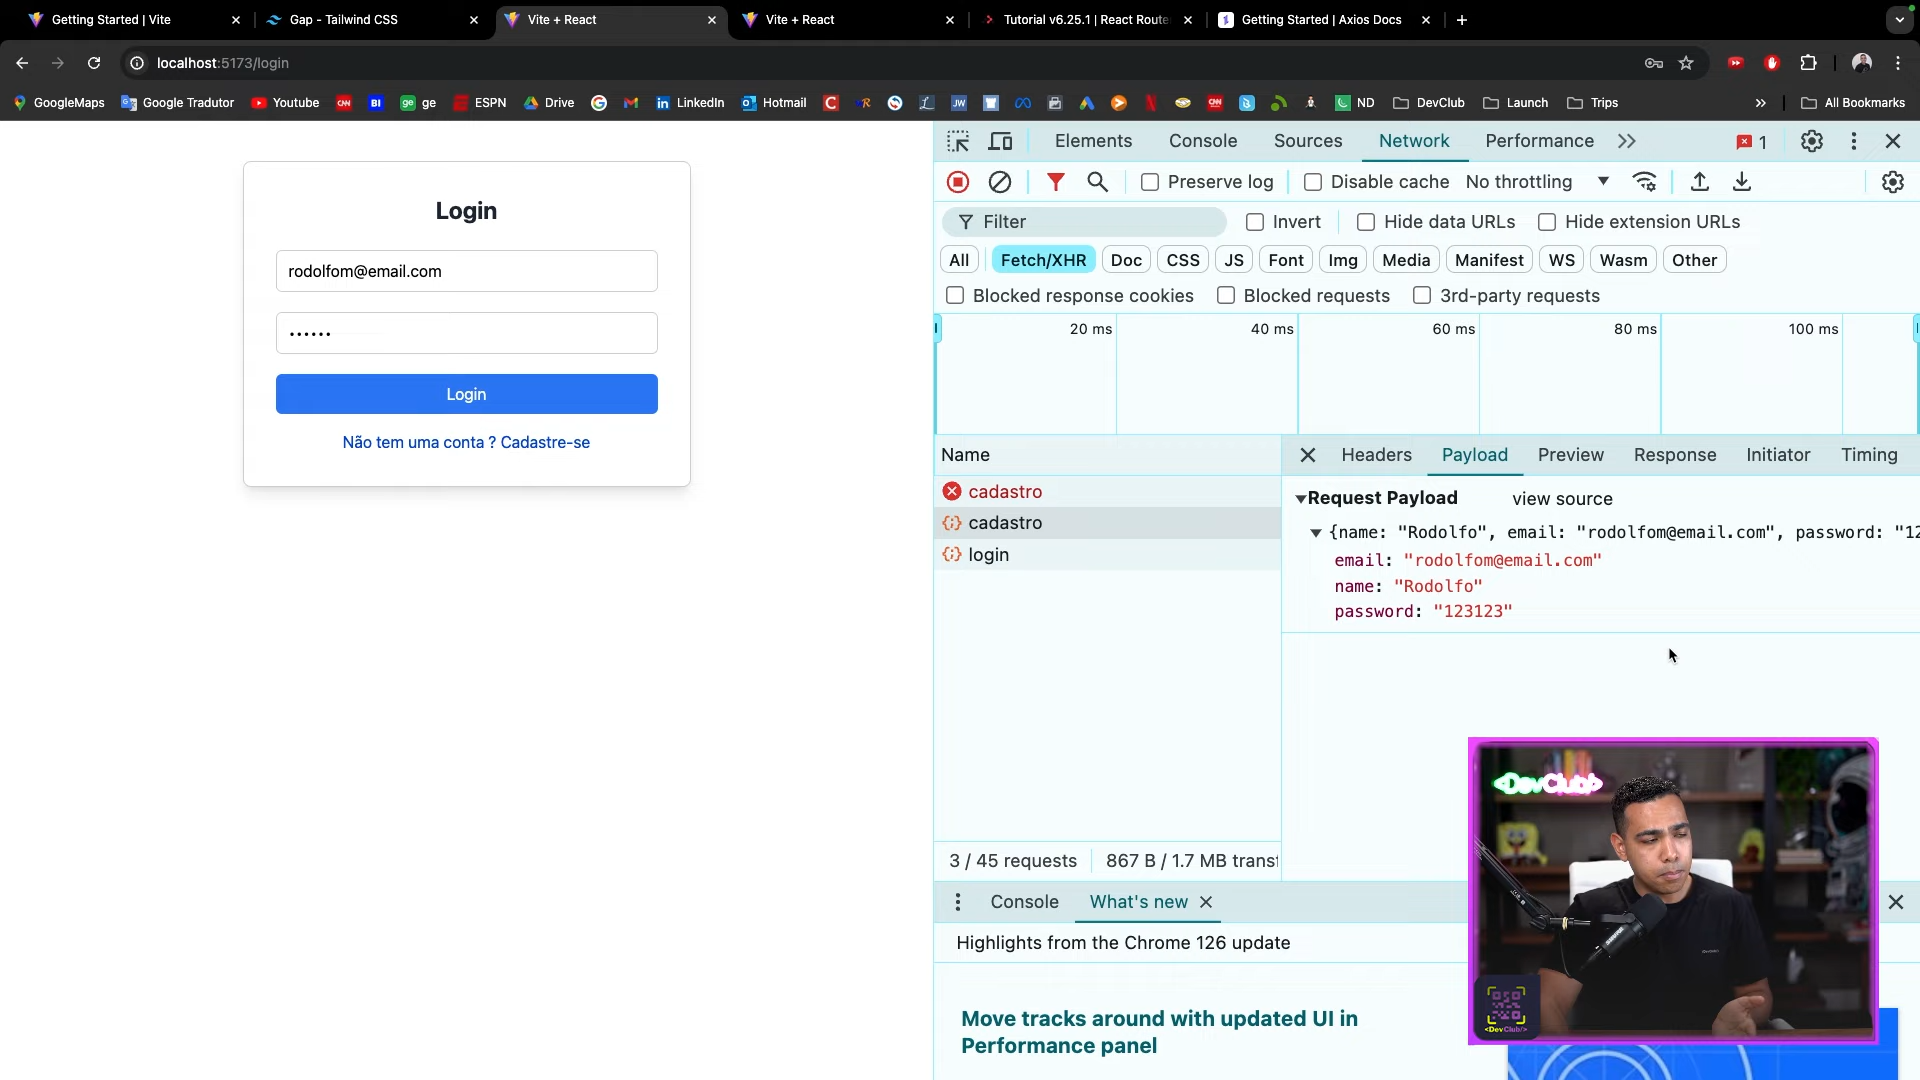 Getting Started | Vite
Gap - Tailwind CSS
Vite + React
Vite + React
Tutorial v6.25.1 | React Route
Getting Started | Axios Docs
localhost:5173/login
GoogleMaps
Google Tradutor
Youtube
CNN
BI
ge
ESPN
Drive
LinkedIn
Hotmail
JW
CNN
ND
DevClub
Launch
Trips
All Bookmarks
Login
rodolfom@email.com
••••••
Login
Não tem uma conta ? Cadastre-se
Elements
Console
Sources
Network
Performance
1
Preserve log
Disable cache
No throttling
Filter
Invert
Hide data URLs
Hide extension URLs
All
Fetch/XHR
Doc
CSS
JS
Font
Img
Media
Manifest
WS
Wasm
Other
Blocked response cookies
Blocked requests
3rd-party requests
20 ms
40 ms
60 ms
80 ms
100 ms
Name
cadastro
cadastro
login
3 / 45 requests
867 B / 1.7 MB transf
Headers
Payload
Preview
Response
Initiator
Timing
Request Payload
view source
{name: "Rodolfo", email: "rodolfom@email.com", password: "12
email: "rodolfom@email.com"
name: "Rodolfo"
password: "123123"
Console
What's new
Highlights from the Chrome 126 update
Move tracks around with updated UI in
Performance panel
<DevClub/>
<DevClub/>